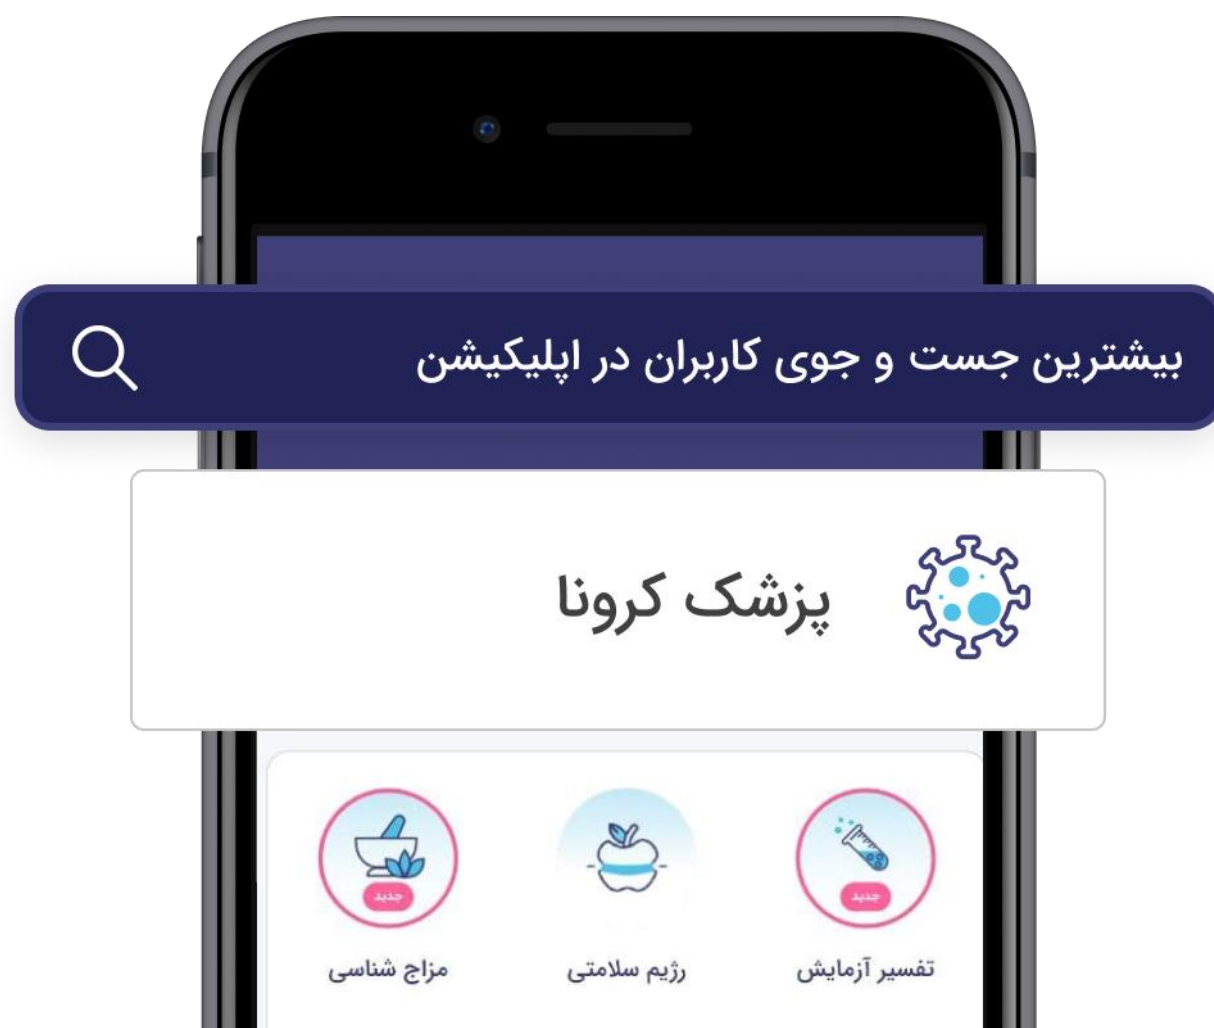 بیشترین جست و جوی کاربران در اپلیکیشن
پزشک کرونا
جدید
جدید
تفسیر آزمایش
رژیم سلامتی
مزاج شناسی